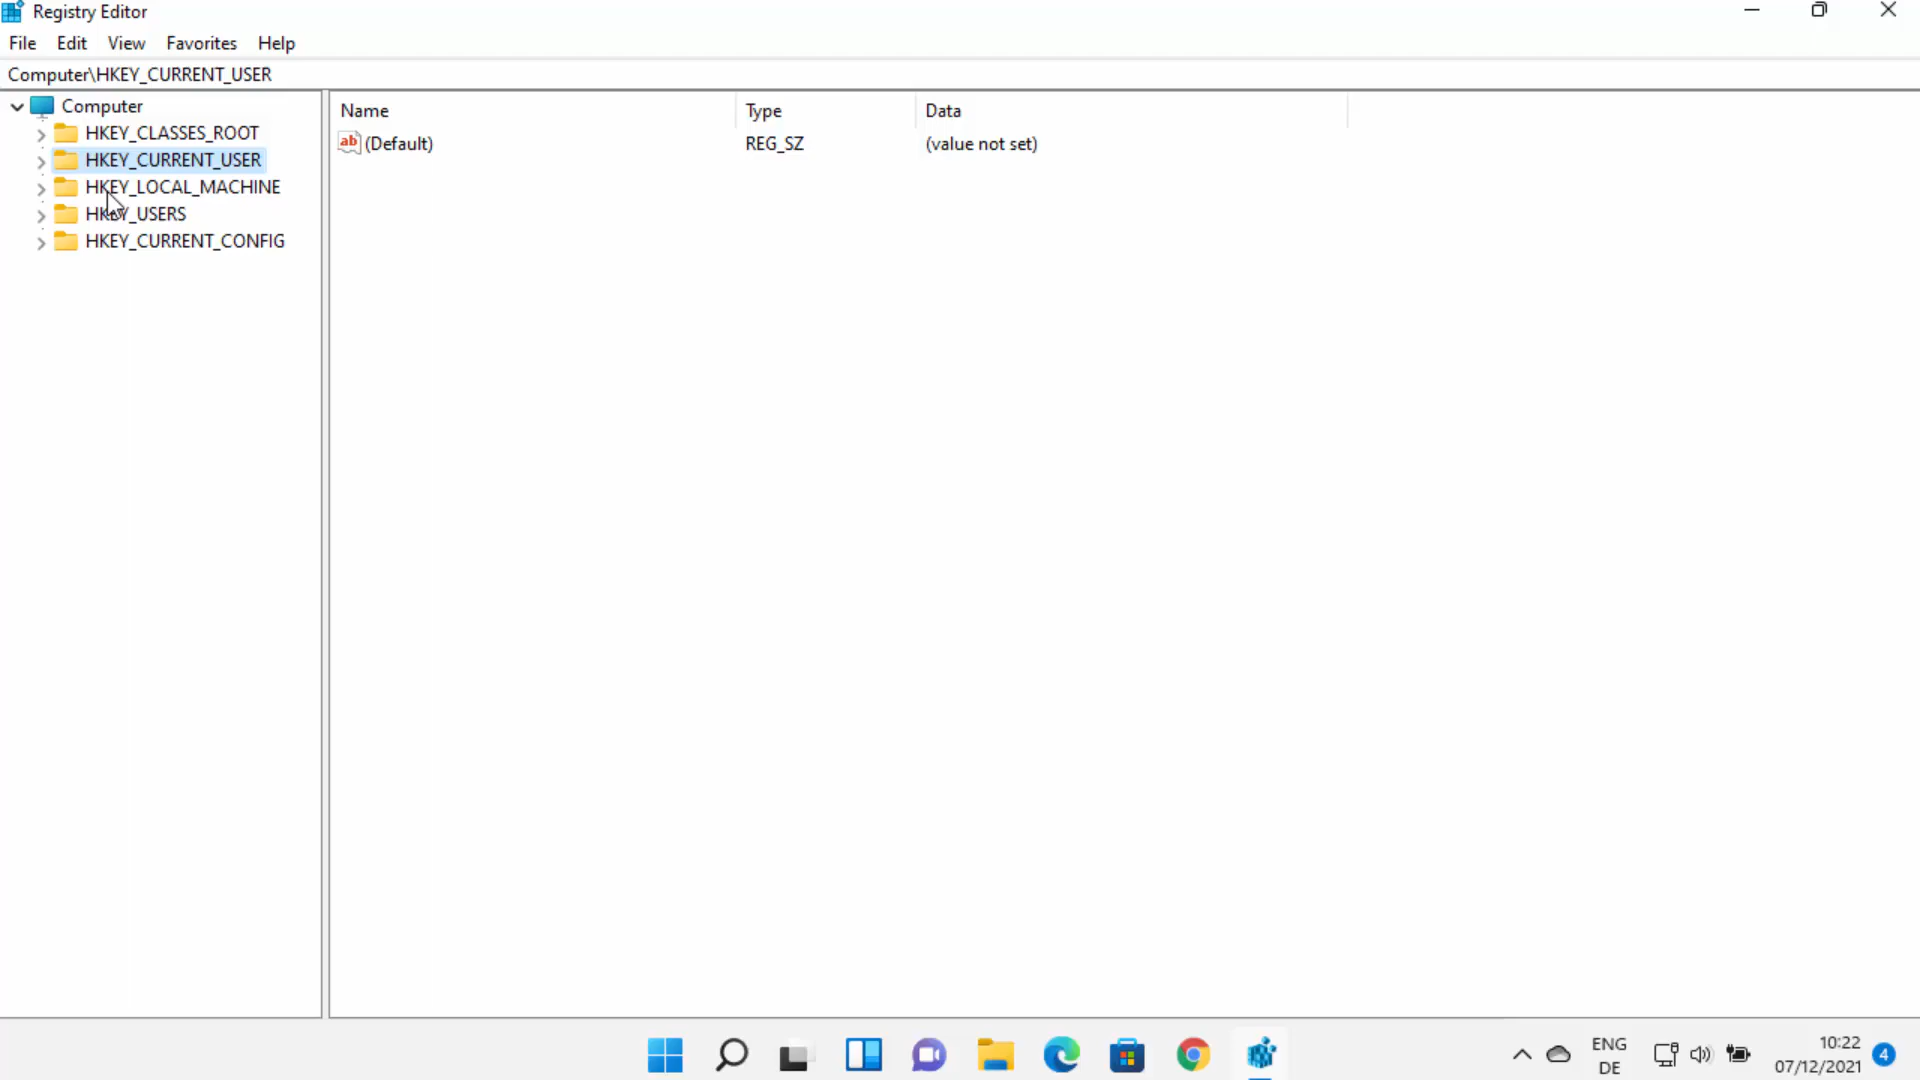 Registry Editor
File Edit View Favorites Help
Computer\HKEY_CURRENT_USER
Computer
HKEY_CLASSES_ROOT
HKEY_CURRENT_USER
HKEY_LOCAL_MACHINE
HKEY_USERS
HKEY_CURRENT_CONFIG
Name Type Data
ab (Default) REG_SZ (value not set)
ENG
DE
10:22
07/12/2021
4